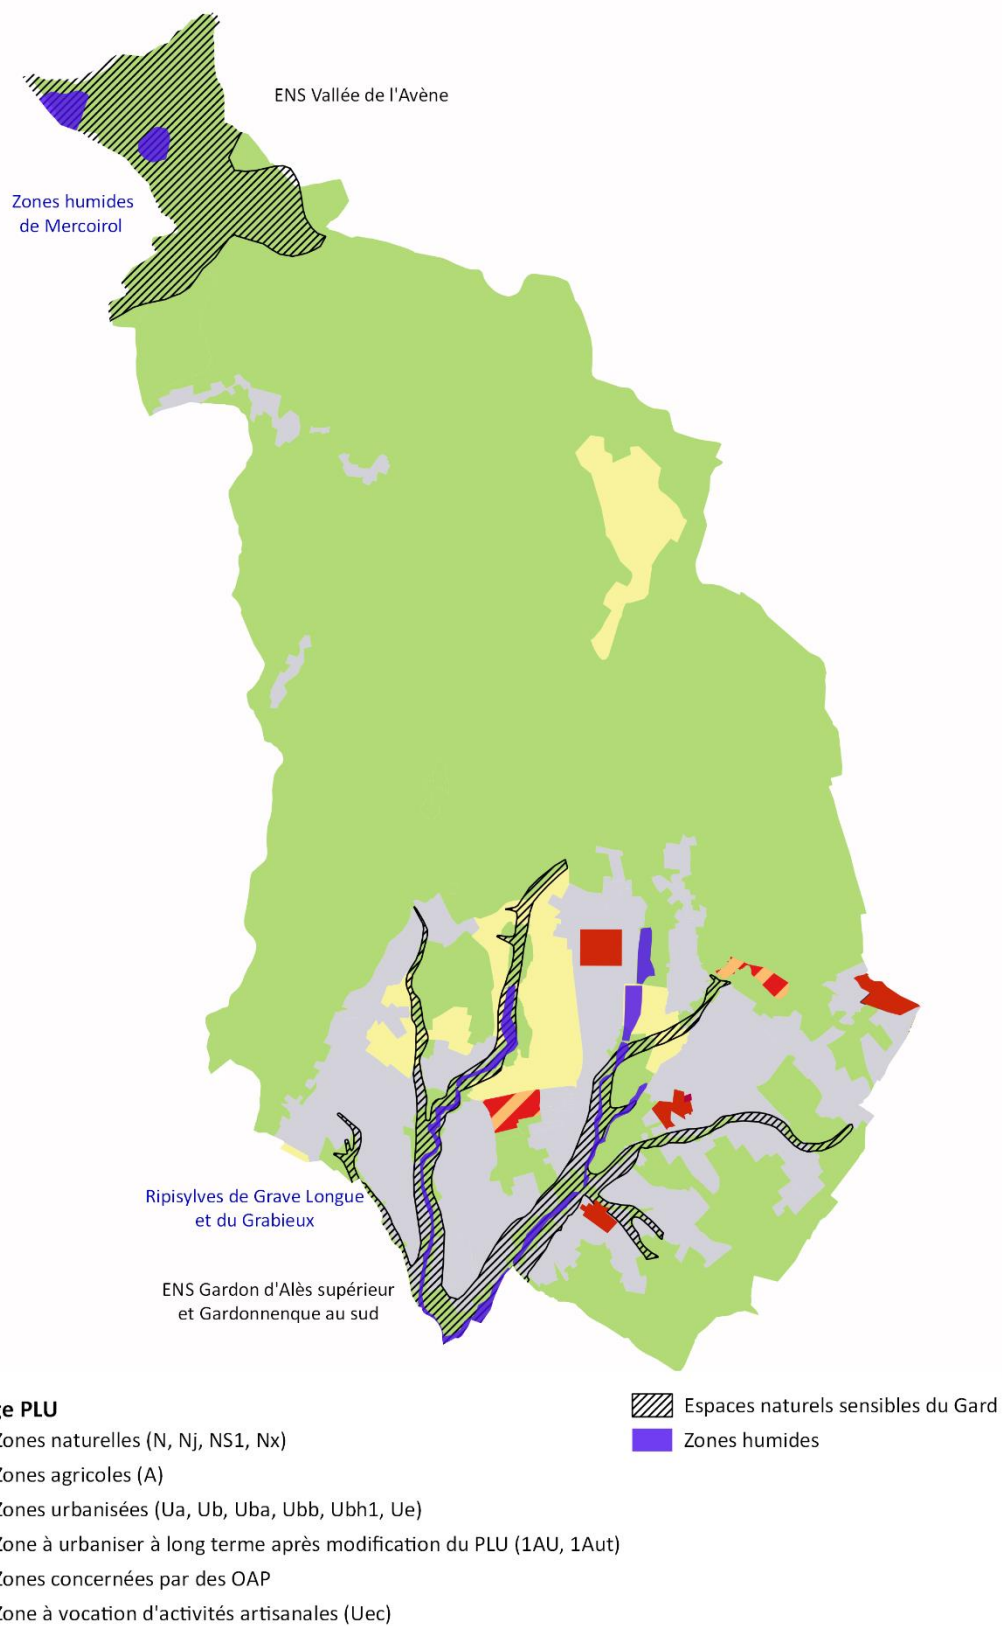 ENS Vallée de l'Avène
Zones humides
de Mercoirol
Ripisylves de Grave Longue
et du Grabieux
ENS Gardon d'Alès supérieur
et Gardonnenque au sud
ge PLU
Zones naturelles (N, Nj, NS1, Nx)
Zones agricoles (A)
Zones urbanisées (Ua, Ub, Uba, Ubb, Ubh1, Ue)
Zone à urbaniser à long terme après modification du PLU (1AU, 1Aut)
Zones concernées par des OAP
Zone à vocation d'activités artisanales (Uec)
Espaces naturels sensibles du Gard
Zones humides